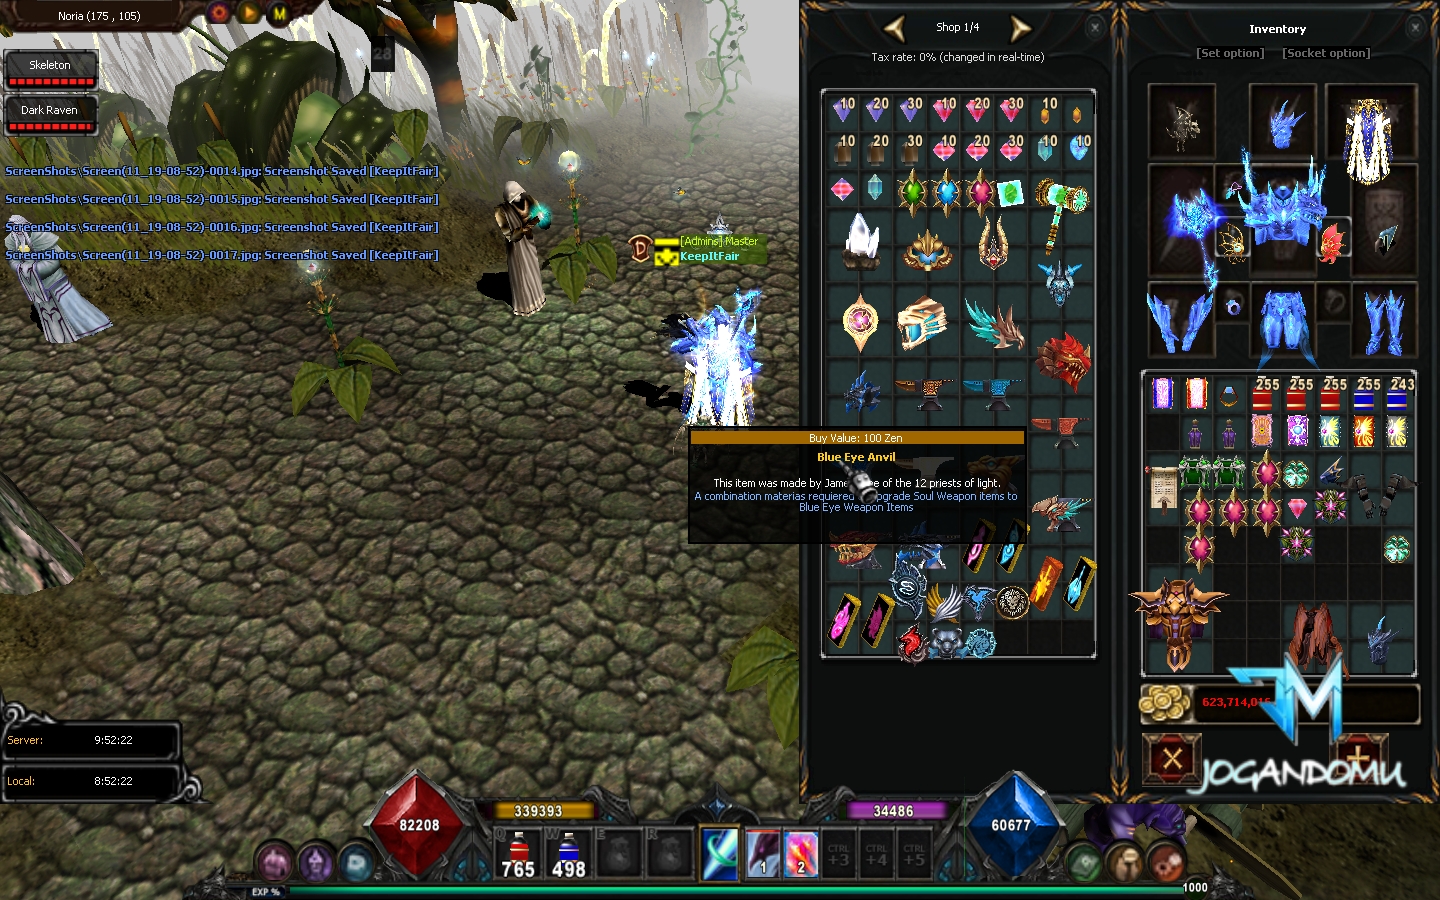 Noria (175 , 105)
M
28
Skeleton
Dark Raven
ScreenShots\Screen(11_19-08-52)-0014.jpg: Screenshot Saved [KeepItFair]
ScreenShots\Screen(11_19-08-52)-0015.jpg: Screenshot Saved [KeepItFair]
ScreenShots\Screen(11_19-08-52)-0016.jpg: Screenshot Saved [KeepItFair]
ScreenShots\Screen(11_19-08-52)-0017.jpg: Screenshot Saved [KeepItFair]
D
[Admins] Master
KeepItFair
Shop 1/4
Tax rate: 0% (changed in real-time)
10 20 30 10 20 30 10
10 20 30 10 20 30 10 10
Buy Value: 100 Zen
Blue Eye Anvil
This item was made by of the 12 priests of light.
A combination materias requiered upgrade Soul Weapon items to
Blue Eye Weapon Items
Inventory
[Set option] [Socket option]
255 255 255 255 243
JM
JOGANDOMU
Server: 9:52:22
Local: 8:52:22
339393
34486
82208
60677
Q W E R
765 498
1 2
CTRL +3 CTRL +4 CTRL +5
EXP %
1000